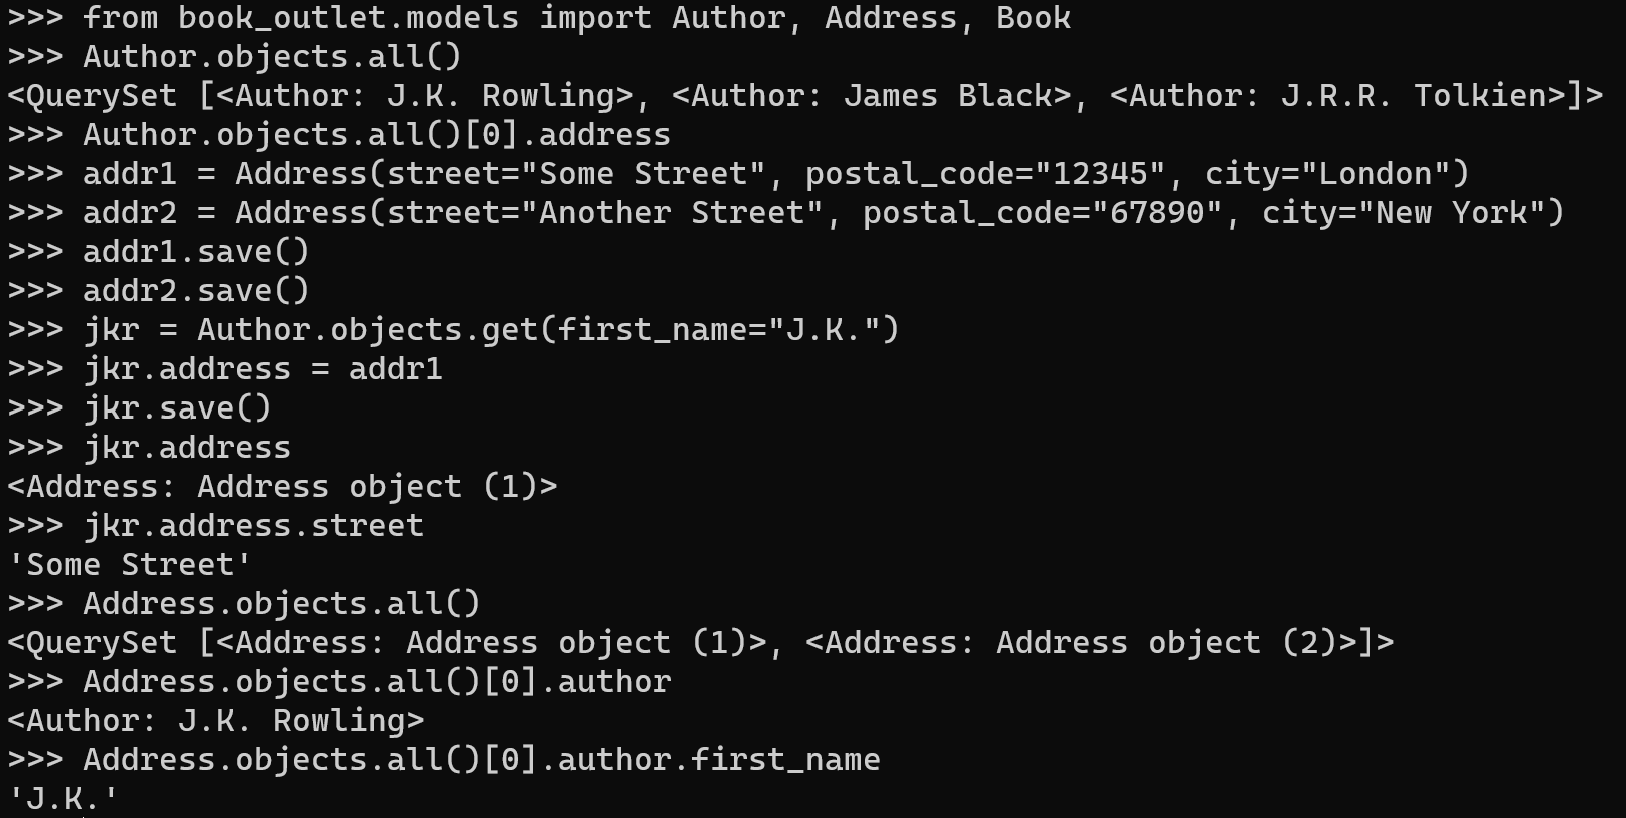 >>> from book_outlet.models import Author, Address, Book
>>> Author.objects.all()
<QuerySet [<Author: J.K. Rowling>, <Author: James Black>, <Author: J.R.R. Tolkien>]>
>>> Author.objects.all()[0].address
>>> addr1 = Address(street="Some Street", postal_code="12345", city="London")
>>> addr2 = Address(street="Another Street", postal_code="67890", city="New York")
>>> addr1.save()
>>> addr2.save()
>>> jkr = Author.objects.get(first_name="J.K.")
>>> jkr.address = addr1
>>> jkr.save()
>>> jkr.address
<Address: Address object (1)>
>>> jkr.address.street
'Some Street'
>>> Address.objects.all()
<QuerySet [<Address: Address object (1)>, <Address: Address object (2)>]>
>>> Address.objects.all()[0].author
<Author: J.K. Rowling>
>>> Address.objects.all()[0].author.first_name
'J.K.'